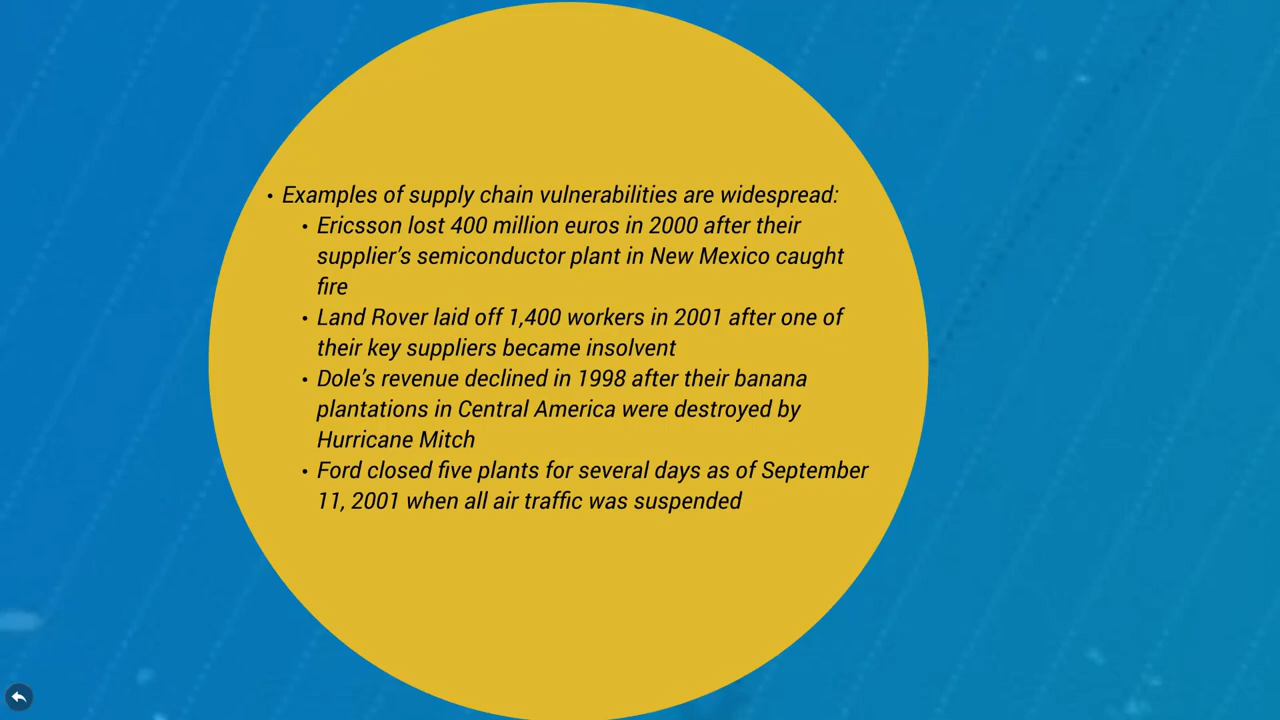 • Examples of supply chain vulnerabilities are widespread:
• Ericsson lost 400 million euros in 2000 after their
supplier’s semiconductor plant in New Mexico caught
fire
• Land Rover laid off 1,400 workers in 2001 after one of
their key suppliers became insolvent
• Dole’s revenue declined in 1998 after their banana
plantations in Central America were destroyed by
Hurricane Mitch
• Ford closed five plants for several days as of September
11, 2001 when all air traffic was suspended